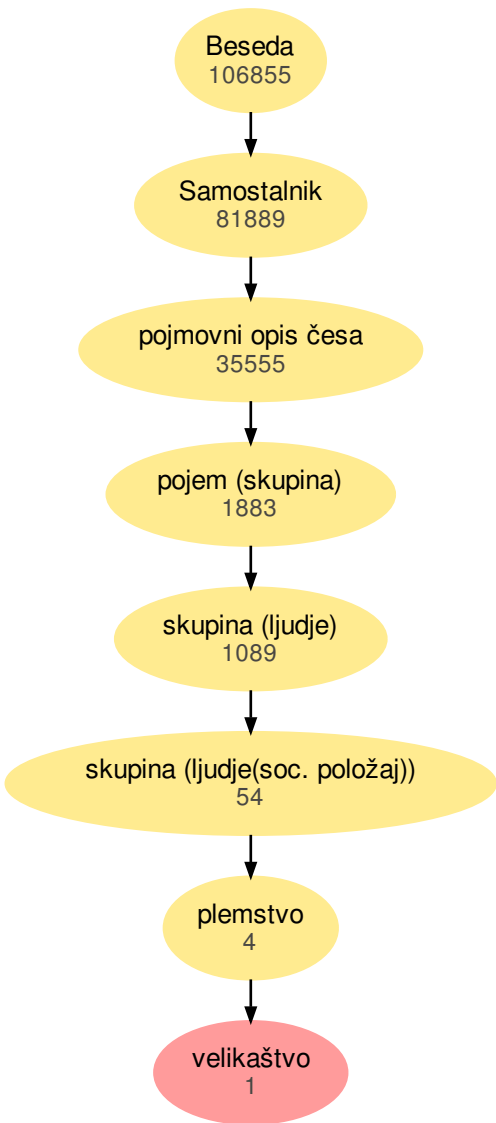 Beseda
106855
Samostalnik
81889
pojmovni opis česa
35555
pojem (skupina)
1883
skupina (ljudje)
1089
skupina (ljudje(soc. položaj))
54
plemstvo
4
velikaštvo
1